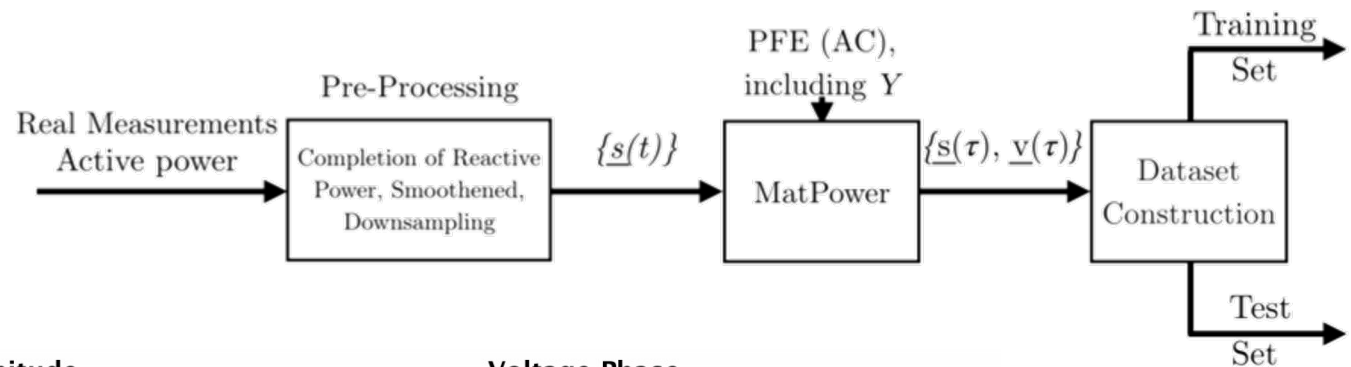 Real Measurements
Active power
Pre-Processing
Completion of Reactive
Power, Smoothened,
Downsampling
{s(t)}
PFE (AC),
including Y
MatPower
{s(τ), v(τ)}
Dataset
Construction
Training
Set
Test
Set
Voltage Phase